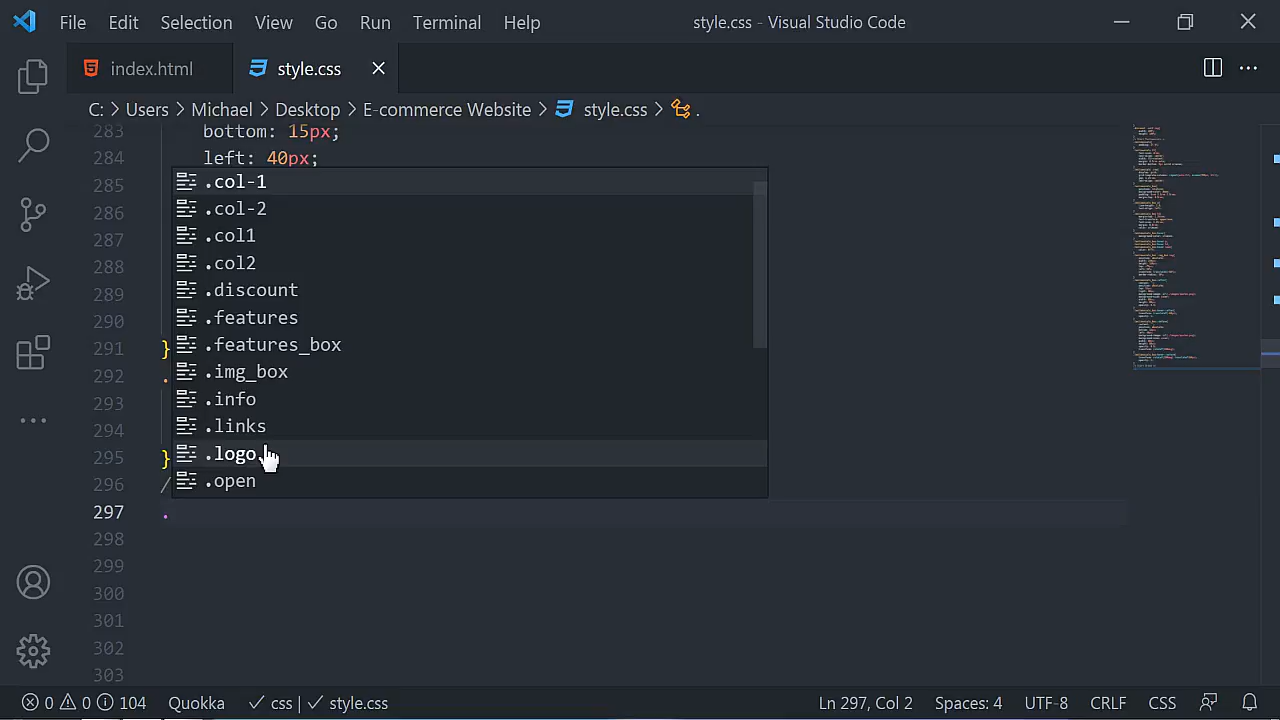 File Edit Selection View Go Run Terminal Help style.css - Visual Studio Code
index.html style.css
C: > Users > Michael > Desktop > E-commerce Website > style.css > .
283 bottom: 15px;
284 left: 40px;
285
286
287
288
289
290
291 }
292 .
293
294
295 }
296 /
297 .
298
299
300
301
302
303
.col-1
.col-2
.col1
.col2
.discount
.features
.features_box
.img_box
.info
.links
.logo
.open
0 0 104 Quokka css | style.css Ln 297, Col 2 Spaces: 4 UTF-8 CRLF CSS